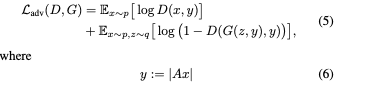 ℒ_adv(D, G) = 𝔼_{x∼p}[log D(x, y)] (5)
+ 𝔼_{x∼p,z∼q}[log (1 − D(G(z, y), y))],
where
y := |Ax| (6)